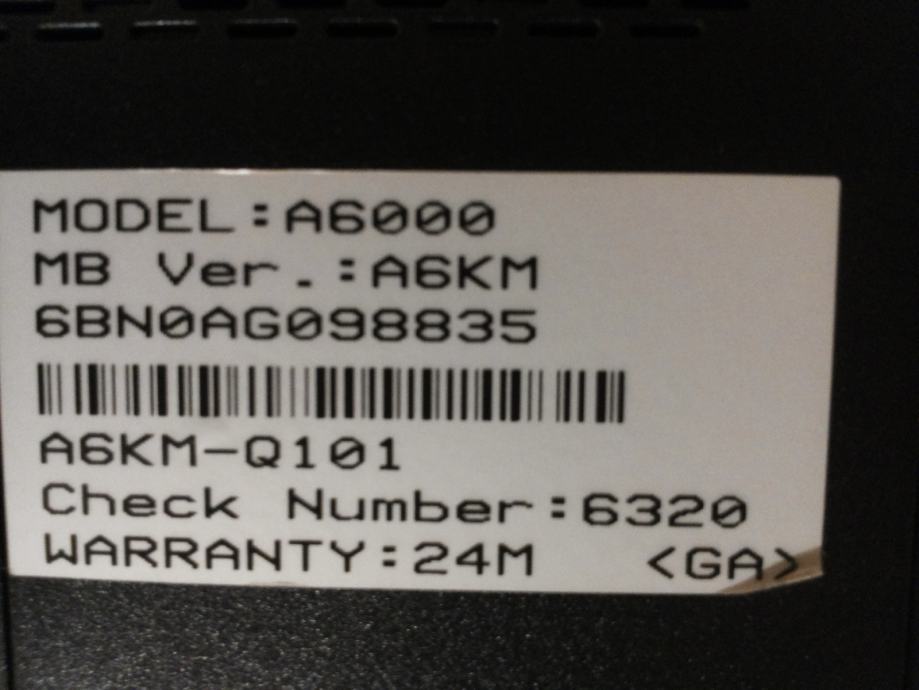 MODEL:A6000
MB Ver.:A6KM
6BN0AG098835
A6KM-Q101
Check Number:6320
WARRANTY:24M <GA>